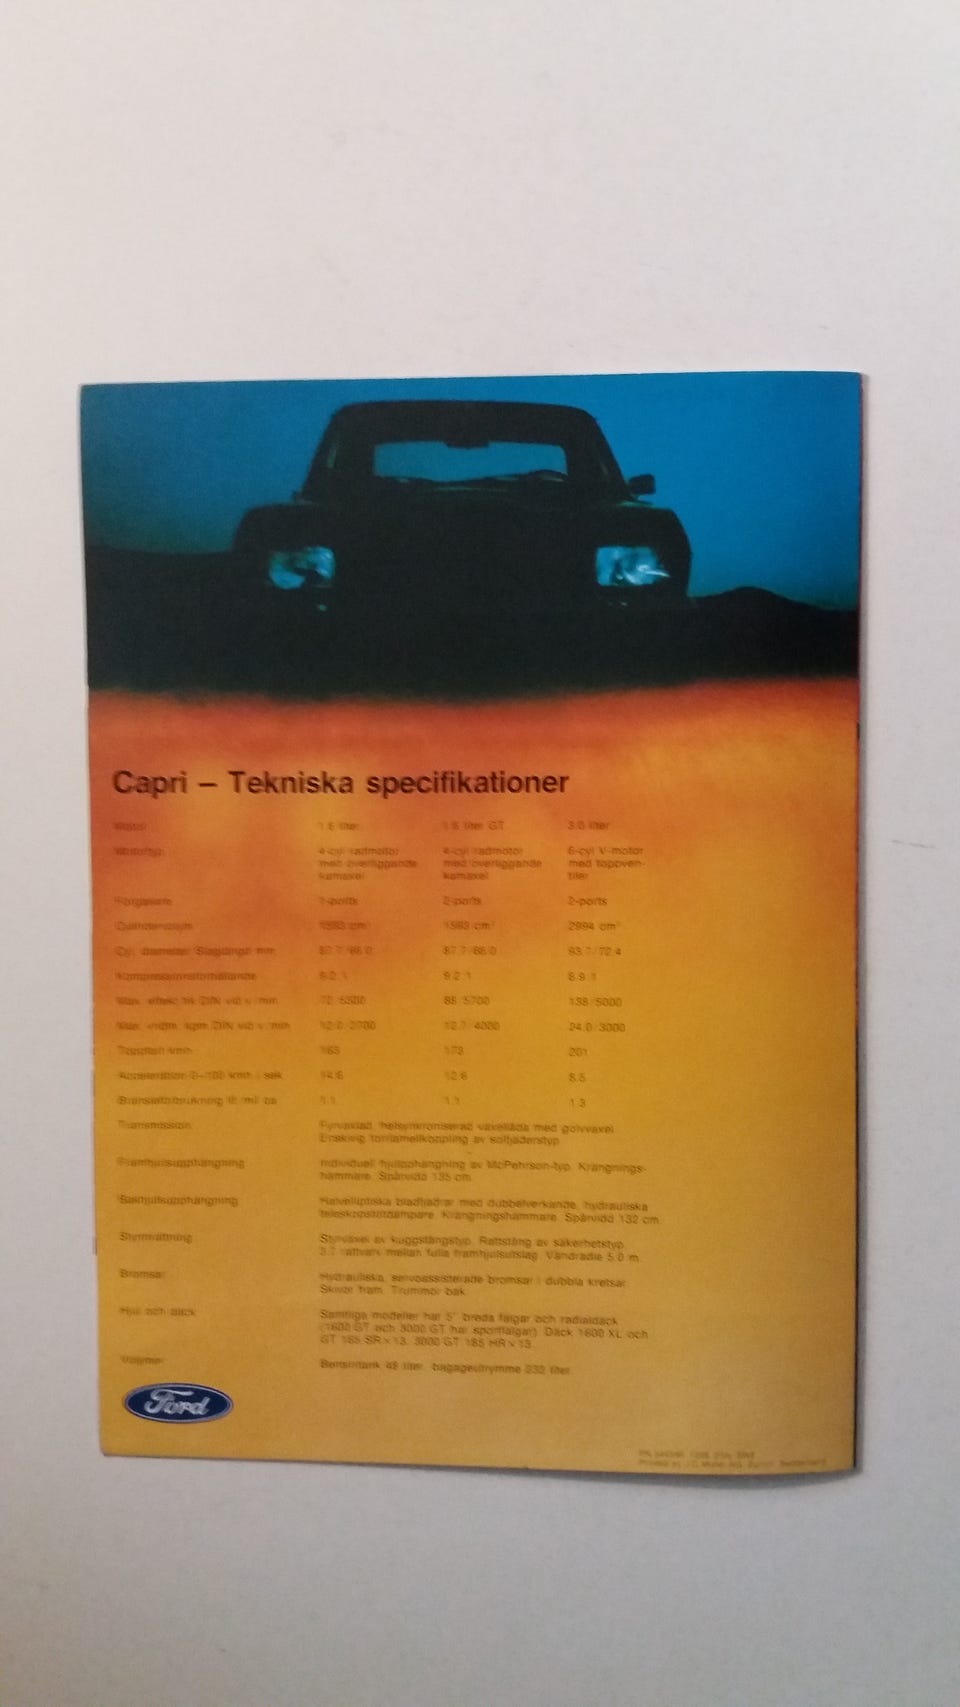 Capri – Tekniska specifikationer
Motor 1.6 liter 1.6 liter GT 3.0 liter
Motortyp 4-cyl radmotor 4-cyl radmotor 6-cyl V-motor
med överliggande med överliggande med toppven-
kamaxel kamaxel tiler
Förgasare 1-ports 2-ports 2-ports
Cylindervolym 1593 cm³ 1593 cm³ 2994 cm³
Cyl. diameter/Slaglängd mm 87.7/66.0 87.7/66.0 93.7/72.4
Kompressionsförhållande 9.2:1 9.2:1 8.9:1
Max. effekt hk DIN vid v/min 72/5500 88/5700 138/5000
Max. vridm. kpm DIN vid v/min 12.0/2700 12.7/4000 24.0/3000
Toppfart km/h 163 173 201
Acceleration 0–100 km/h i sek 14.6 12.6 8.5
Bränsleförbrukning lit/mil ca 1.1 1.1 1.3
Transmission Fyrväxlad, helsynkroniserad växellåda med golvväxel.
Enskivig torrlamellkoppling av solfjäderstyp.
Framhjulsupphängning Individuell hjulupphängning av McPehrson-typ. Krängnings-
hämmare. Spårvidd 135 cm.
Bakhjulsupphängning Halvelliptiska bladfjädrar med dubbelverkande, hydrauliska
teleskopstötdämpare. Krängningshämmare. Spårvidd 132 cm.
Styrinrättning Styrväxel av kuggstångstyp. Rattstång av säkerhetstyp.
3.7 rattvarv mellan fulla framhjulsutslag. Vändradie 5.0 m.
Bromsar Hydrauliska, servoassisterade bromsar i dubbla kretsar.
Skivor fram. Trummor bak.
Hjul och däck Samtliga modeller har 5" breda fälgar och radialdäck
(1600 GT och 3000 GT har sportfälgar). Däck 1600 XL och
GT 165 SR × 13. 3000 GT 185 HR × 13.
Volymer Bensintank 48 liter, bagageutrymme 232 liter.
Ford
Printed by